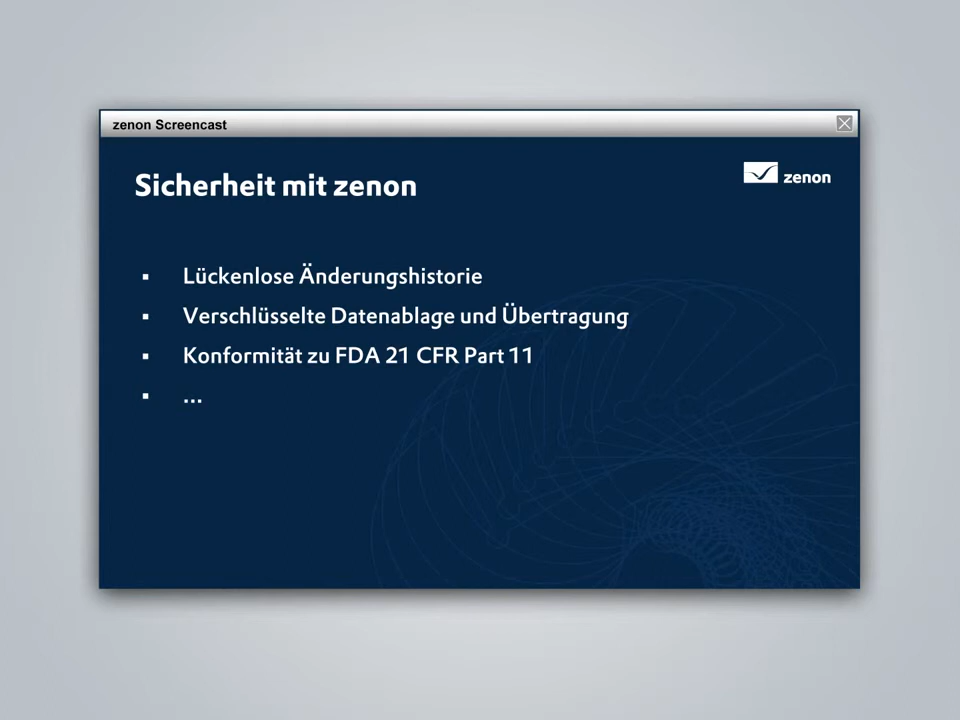 zenon Screencast
Sicherheit mit zenon
zenon
▪ Lückenlose Änderungshistorie
▪ Verschlüsselte Datenablage und Übertragung
▪ Konformität zu FDA 21 CFR Part 11
▪ ...